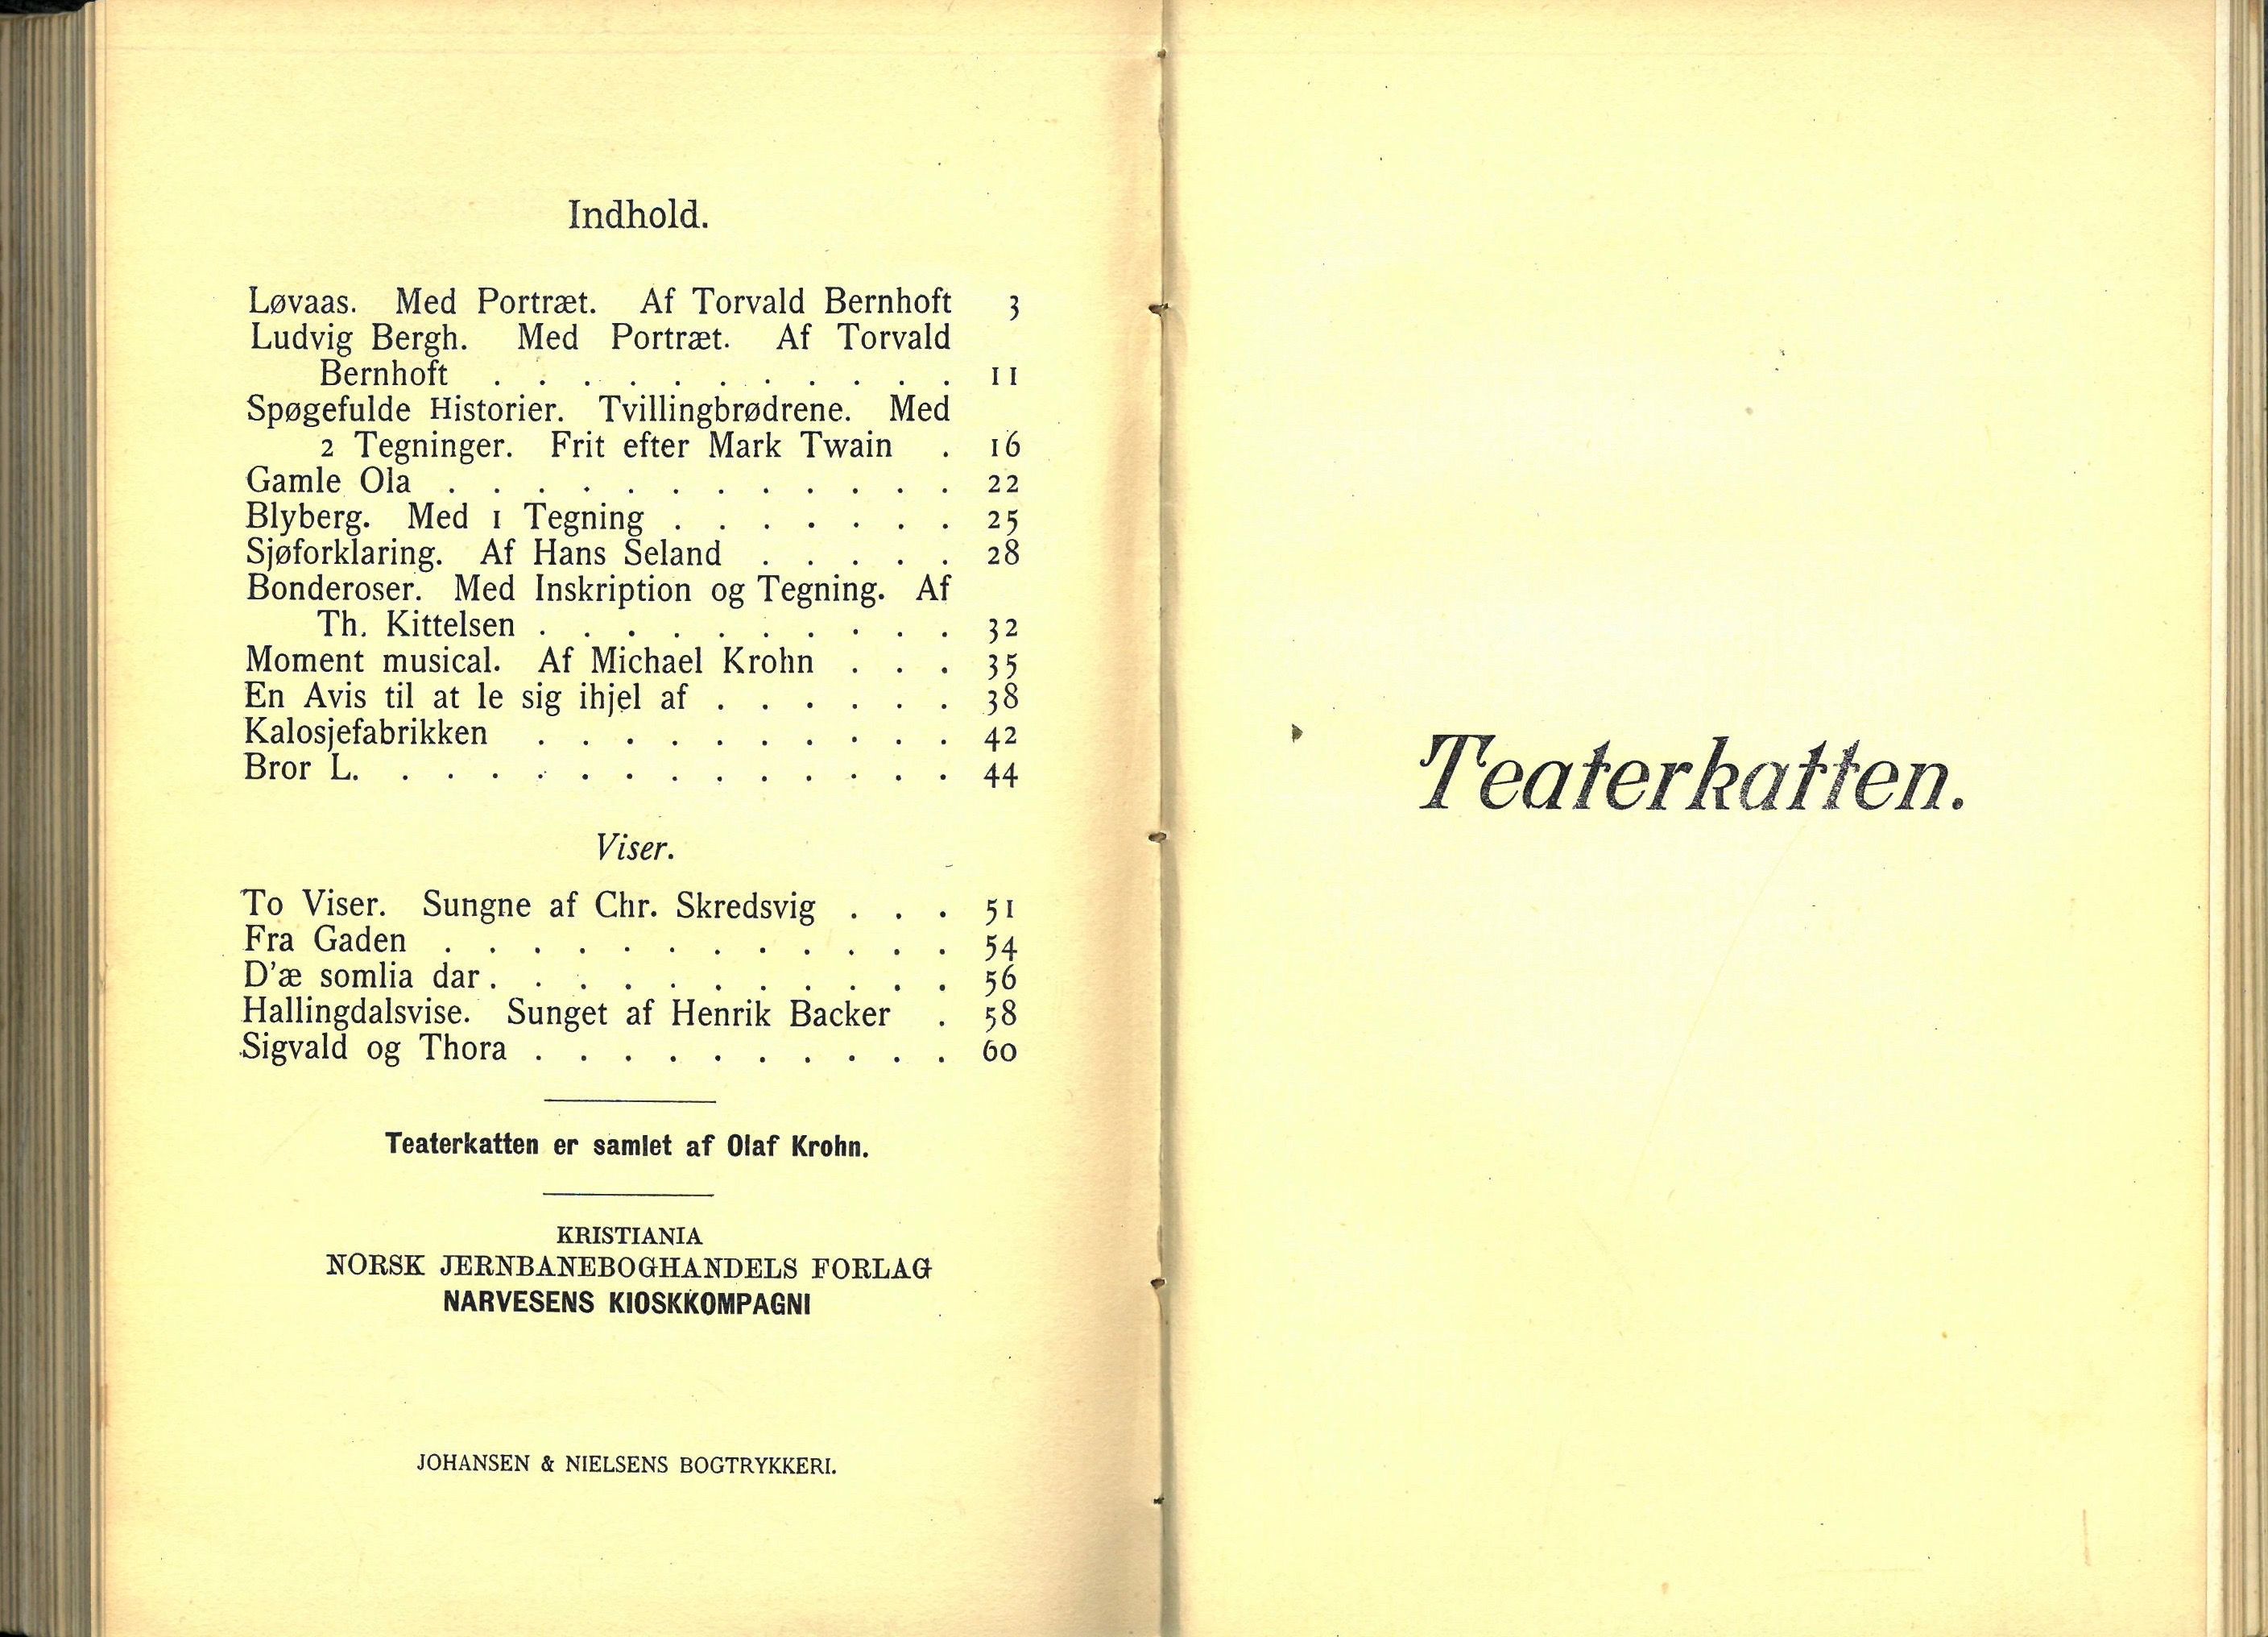 Indhold.
Løvaas. Med Portræt. Af Torvald Bernhoft 3
Ludvig Bergh. Med Portræt. Af Torvald
Bernhoft . . . . . . . . . . . 11
Spøgefulde Historier. Tvillingbrødrene. Med
2 Tegninger. Frit efter Mark Twain . 16
Gamle Ola . . . . . . . . . . . . 22
Blyberg. Med 1 Tegning . . . . . . . 25
Sjøforklaring. Af Hans Seland . . . . . 28
Bonderoser. Med Inskription og Tegning. Af
Th. Kittelsen . . . . . . . . . . 32
Moment musical. Af Michael Krohn . . . 35
En Avis til at le sig ihjel af . . . . . . 38
Kalosjefabrikken . . . . . . . . . . 42
Bror L. . . . . . . . . . . . . . 44
Viser.
To Viser. Sungne af Chr. Skredsvig . . . 51
Fra Gaden . . . . . . . . . . . . 54
D'æ somlia dar . . . . . . . . . . . 56
Hallingdalsvise. Sunget af Henrik Backer . 58
Sigvald og Thora . . . . . . . . . . 60
Teaterkatten er samlet af Olaf Krohn.
KRISTIANIA
NORSK JERNBANEBOGHANDELS FORLAG
NARVESENS KIOSKKOMPAGNI
JOHANSEN & NIELSENS BOGTRYKKERI.
Teaterkatten.